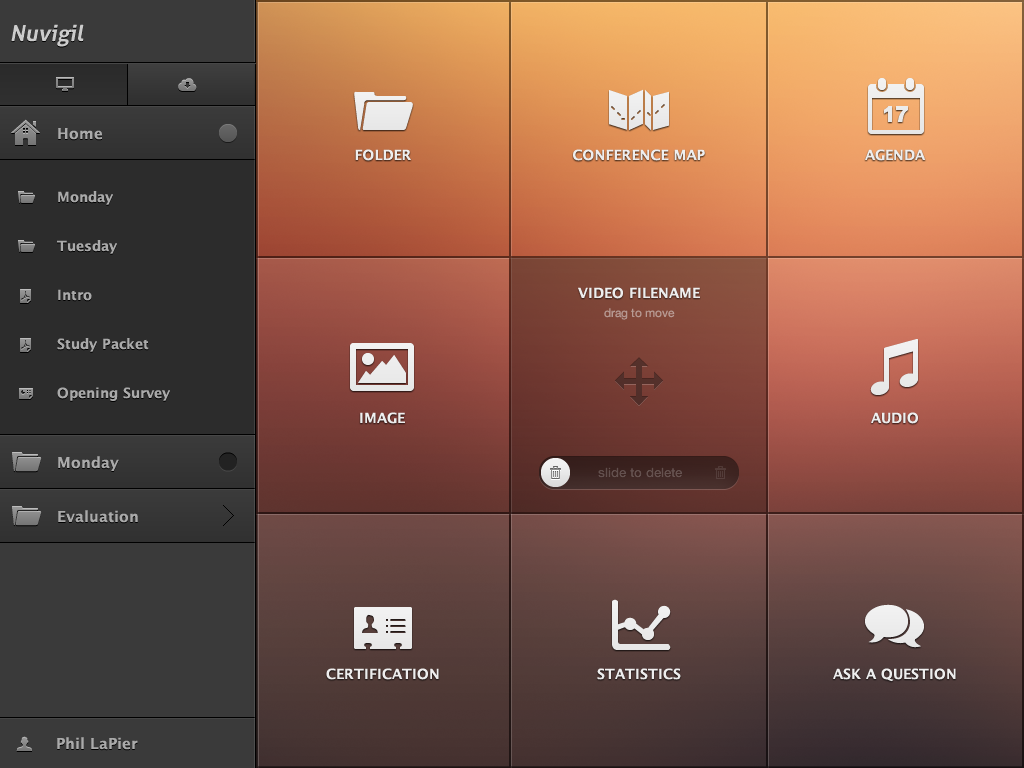 Nuvigil
Home
Monday
Tuesday
Intro
Study Packet
Opening Survey
Monday
Evaluation
Phil LaPier
FOLDER
CONFERENCE MAP
17
AGENDA
IMAGE
VIDEO FILENAME
drag to move
slide to delete
AUDIO
CERTIFICATION
STATISTICS
ASK A QUESTION